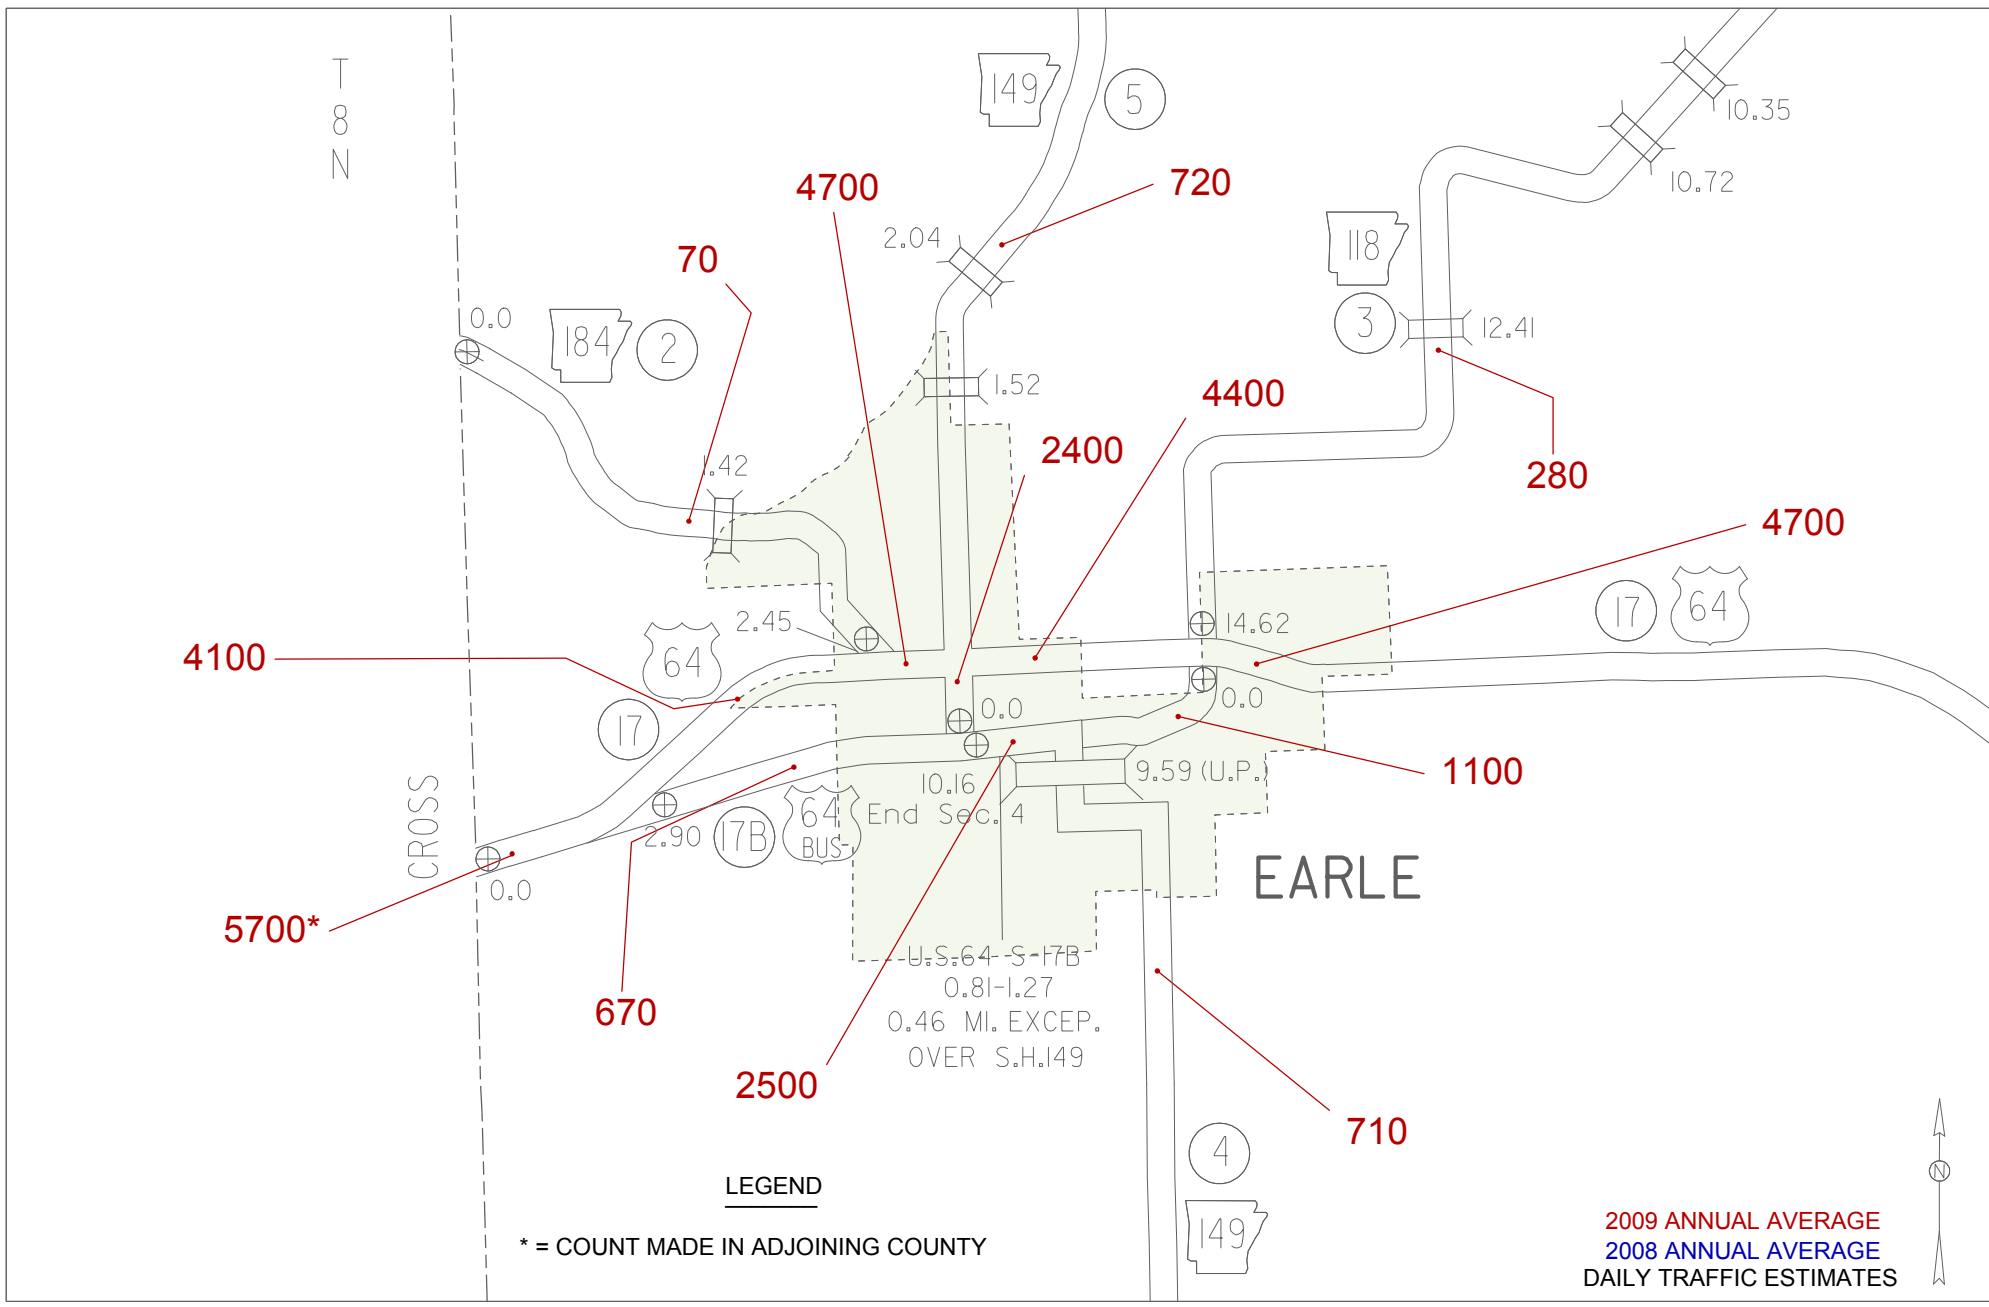 T
8
N
149
5
10.35
10.72
4700
720
2.04
118
70
3
12.41
0.0
184
2
1.52
4400
2400
1.42
280
4700
17
64
14.62
2.45
64
4100
0.0
0.0
17
1100
9.59 (U.P.)
10.16
End Sec. 4
CROSS
2.90
17B
64
BUS
EARLE
0.0
5700*
U.S.64 S-17B
0.81-1.27
0.46 MI. EXCEP.
OVER S.H.149
670
2500
710
4
149
N
LEGEND
* = COUNT MADE IN ADJOINING COUNTY
2009 ANNUAL AVERAGE
2008 ANNUAL AVERAGE
DAILY TRAFFIC ESTIMATES